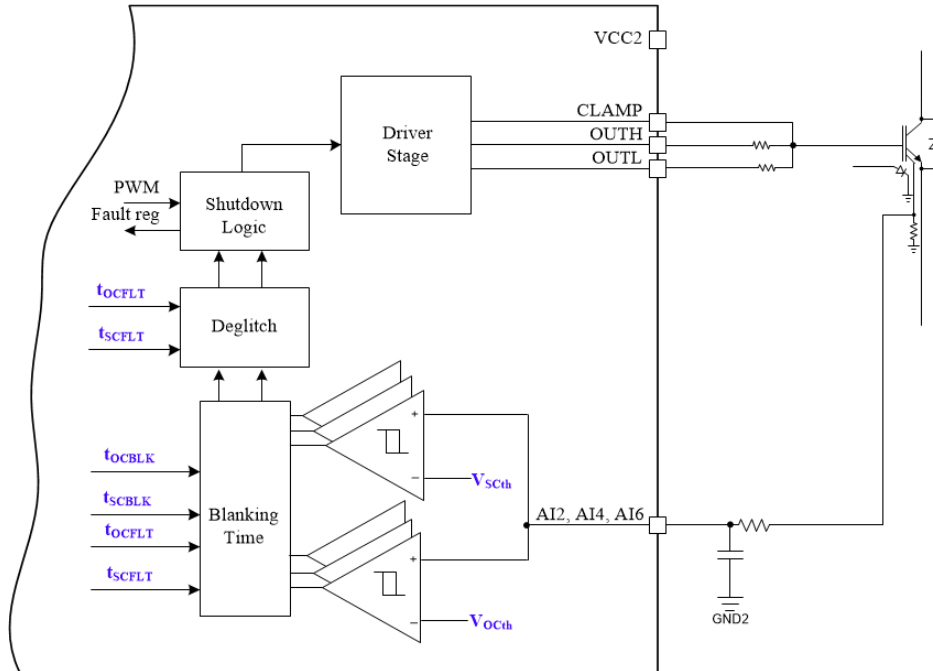 VCC2
CLAMP
OUTH
OUTL
Driver
Stage
PWM
Fault reg
Shutdown
Logic
tOCFLT
tSCFLT
Deglitch
tOCBLK
tSCBLK
tOCFLT
tSCFLT
Blanking
Time
+
−
VSCth
+
−
VOCth
AI2, AI4, AI6
GND2
Z